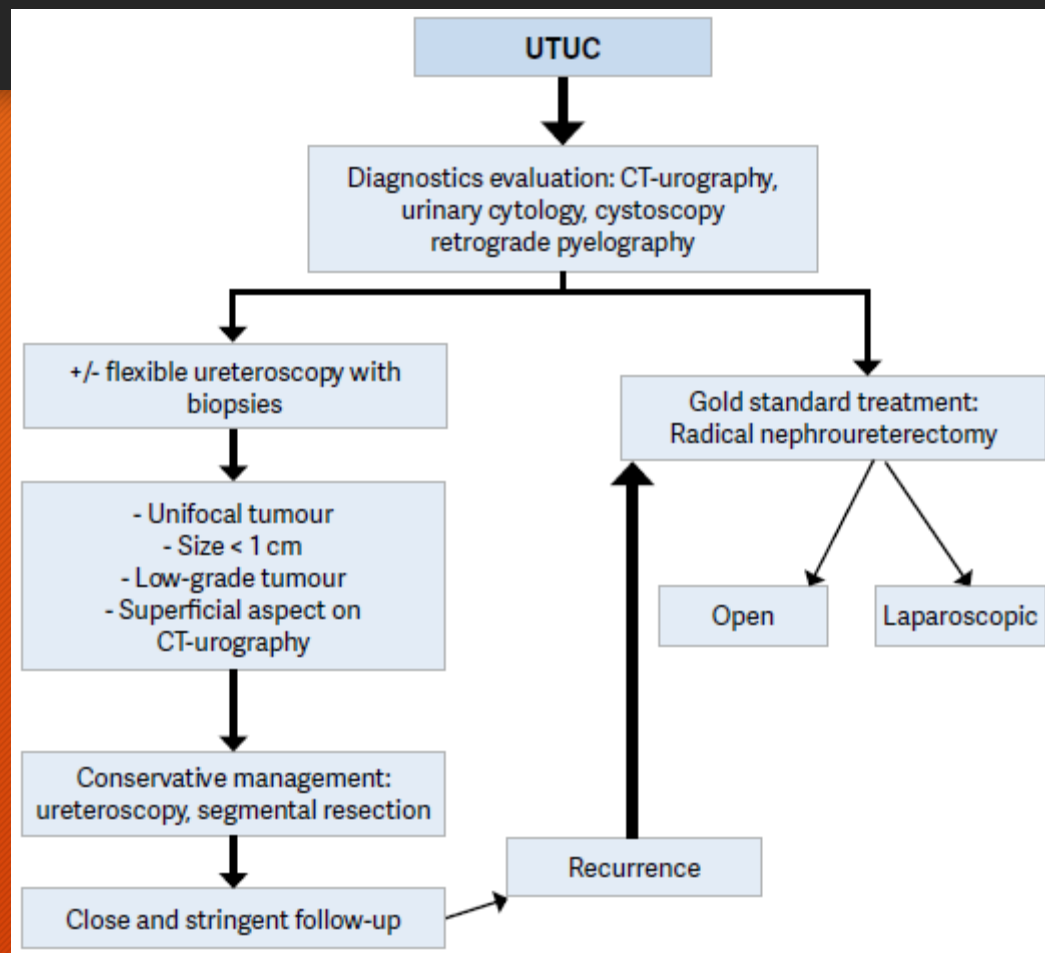 UTUC
Diagnostics evaluation: CT-urography,
urinary cytology, cystoscopy
retrograde pyelography
+/- flexible ureteroscopy with
biopsies
- Unifocal tumour
- Size < 1 cm
- Low-grade tumour
- Superficial aspect on
CT-urography
Conservative management:
ureteroscopy, segmental resection
Close and stringent follow-up
Recurrence
Gold standard treatment:
Radical nephroureterectomy
Open
Laparoscopic